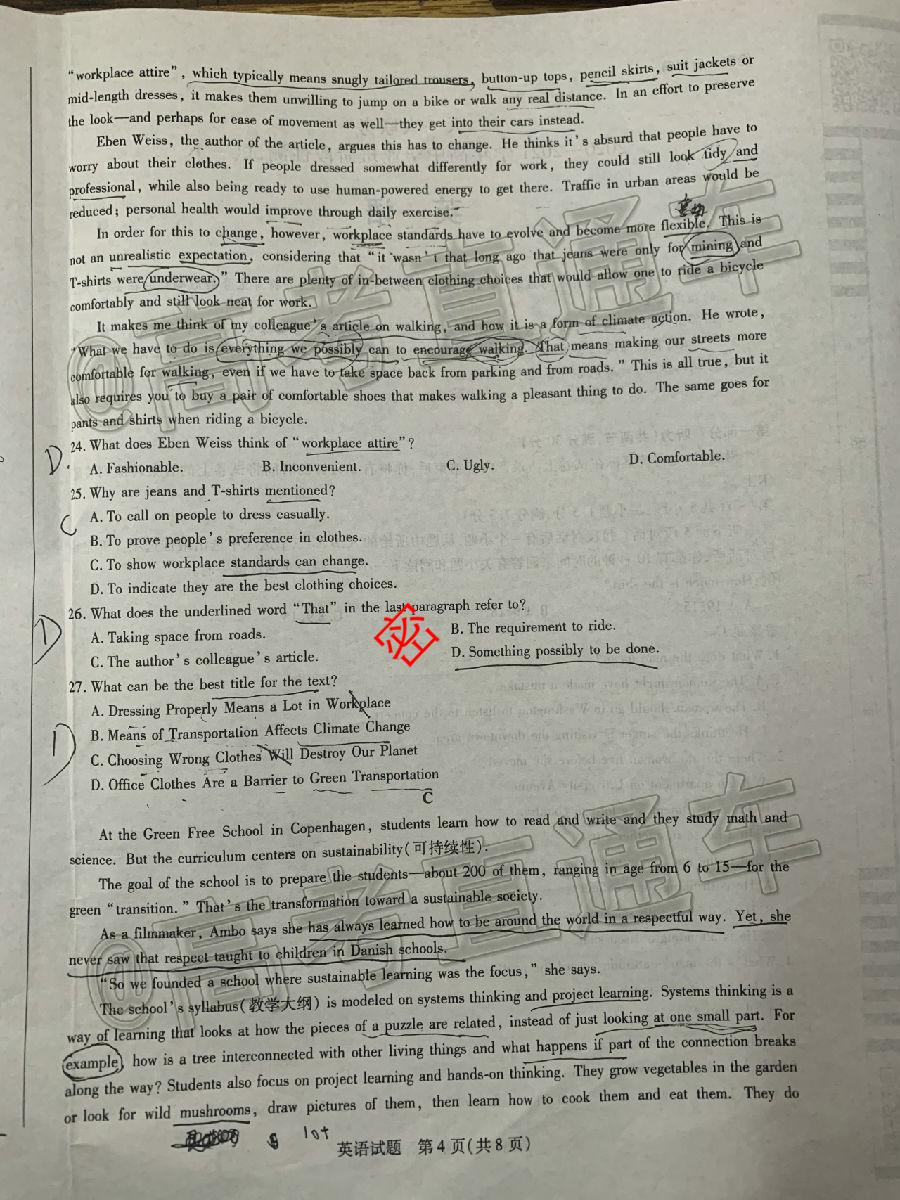 "workplace attire", which typically means snugly tailored trousers, button-up tops, pencil skirts, suit jackets or
mid-length dresses, it makes them unwilling to jump on a bike or walk any real distance. In an effort to preserve
the look—and perhaps for ease of movement as well—they get into their cars instead.
Eben Weiss, the author of the article, argues this has to change. He thinks it's absurd that people have to
worry about their clothes. If people dressed somewhat differently for work, they could still look tidy and
professional, while also being ready to use human-powered energy to get there. Traffic in urban areas would be
reduced; personal health would improve through daily exercise."
In order for this to change, however, workplace standards have to evolve and become more flexible. This is
not an unrealistic expectation, considering that "it wasn't that long ago that jeans were only for mining and
T-shirts were underwear." There are plenty of in-between clothing choices that would allow one to ride a bicycle
comfortably and still look neat for work.
It makes me think of my colleague's article on walking, and how it is a form of climate action. He wrote,
"What we have to do is everything we possibly can to encourage walking. That means making our streets more
comfortable for walking, even if we have to take space back from parking and from roads." This is all true, but it
also requires you to buy a pair of comfortable shoes that makes walking a pleasant thing to do. The same goes for
pants and shirts when riding a bicycle.
D. 24. What does Eben Weiss think of "workplace attire"?
A. Fashionable. B. Inconvenient. C. Ugly. D. Comfortable.
25. Why are jeans and T-shirts mentioned?
C A. To call on people to dress casually.
B. To prove people's preference in clothes.
C. To show workplace standards can change.
D. To indicate they are the best clothing choices.
26. What does the underlined word "That" in the last paragraph refer to?
D A. Taking space from roads. B. The requirement to ride.
C. The author's colleague's article. D. Something possibly to be done.
密
27. What can be the best title for the text?
A. Dressing Properly Means a Lot in Workplace
D B. Means of Transportation Affects Climate Change
C. Choosing Wrong Clothes Will Destroy Our Planet
D. Office Clothes Are a Barrier to Green Transportation
C
At the Green Free School in Copenhagen, students learn how to read and write and they study math and
science. But the curriculum centers on sustainability(可持续性).
The goal of the school is to prepare the students—about 200 of them, ranging in age from 6 to 15—for the
green "transition." That's the transformation toward a sustainable society.
As a filmmaker, Ambo says she has always learned how to be around the world in a respectful way. Yet, she
never saw that respect taught to children in Danish schools.
"So we founded a school where sustainable learning was the focus," she says.
The school's syllabus(教学大纲) is modeled on systems thinking and project learning. Systems thinking is a
way of learning that looks at how the pieces of a puzzle are related, instead of just looking at one small part. For
example, how is a tree interconnected with other living things and what happens if part of the connection breaks
along the way? Students also focus on project learning and hands-on thinking. They grow vegetables in the garden
or look for wild mushrooms, draw pictures of them, then learn how to cook them and eat them. They do
lot
英语试题 第4页(共8页)
@高考直通车
@高考直通车